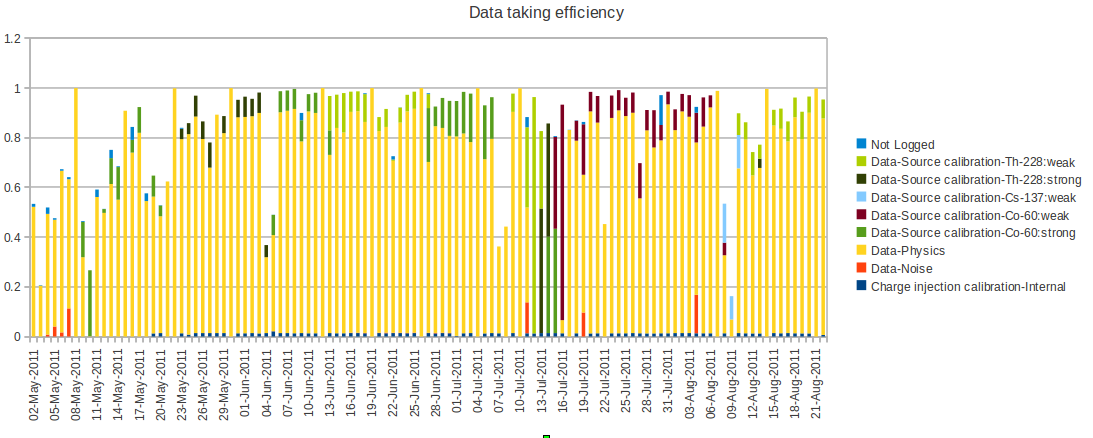 Data taking efficiency
1.2
1
0.8
0.6
0.4
0.2
0
02-May-2011
05-May-2011
08-May-2011
11-May-2011
14-May-2011
17-May-2011
20-May-2011
23-May-2011
26-May-2011
29-May-2011
01-Jun-2011
04-Jun-2011
07-Jun-2011
10-Jun-2011
13-Jun-2011
16-Jun-2011
19-Jun-2011
22-Jun-2011
25-Jun-2011
28-Jun-2011
01-Jul-2011
04-Jul-2011
07-Jul-2011
10-Jul-2011
13-Jul-2011
16-Jul-2011
19-Jul-2011
22-Jul-2011
25-Jul-2011
28-Jul-2011
31-Jul-2011
03-Aug-2011
06-Aug-2011
09-Aug-2011
12-Aug-2011
15-Aug-2011
18-Aug-2011
21-Aug-2011
Not Logged
Data-Source calibration-Th-228:weak
Data-Source calibration-Th-228:strong
Data-Source calibration-Cs-137:weak
Data-Source calibration-Co-60:weak
Data-Source calibration-Co-60:strong
Data-Physics
Data-Noise
Charge injection calibration-Internal